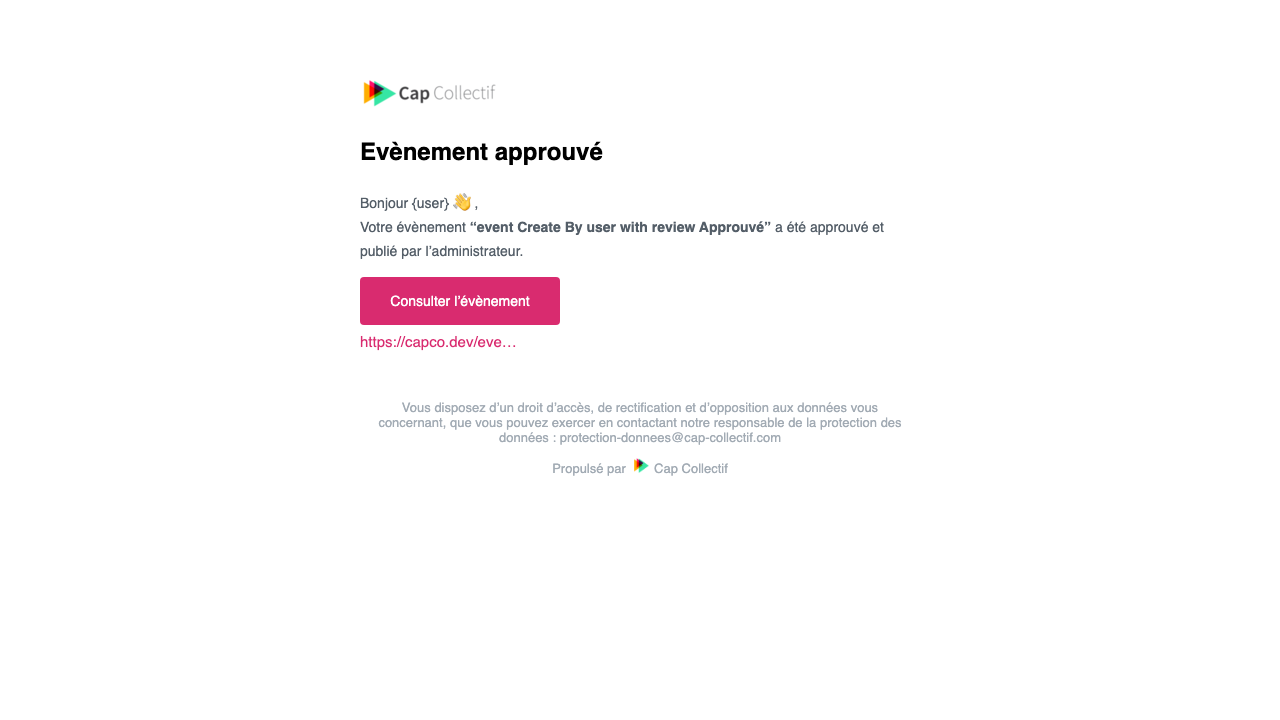 Cap Collectif
Evènement approuvé
Bonjour {user} 👋 ,
Votre évènement “event Create By user with review Approuvé” a été approuvé et
publié par l’administrateur.
Consulter l’évènement
https://capco.dev/eve…
Vous disposez d’un droit d’accès, de rectification et d’opposition aux données vous
concernant, que vous pouvez exercer en contactant notre responsable de la protection des
données : protection-donnees@cap-collectif.com
Propulsé par Cap Collectif